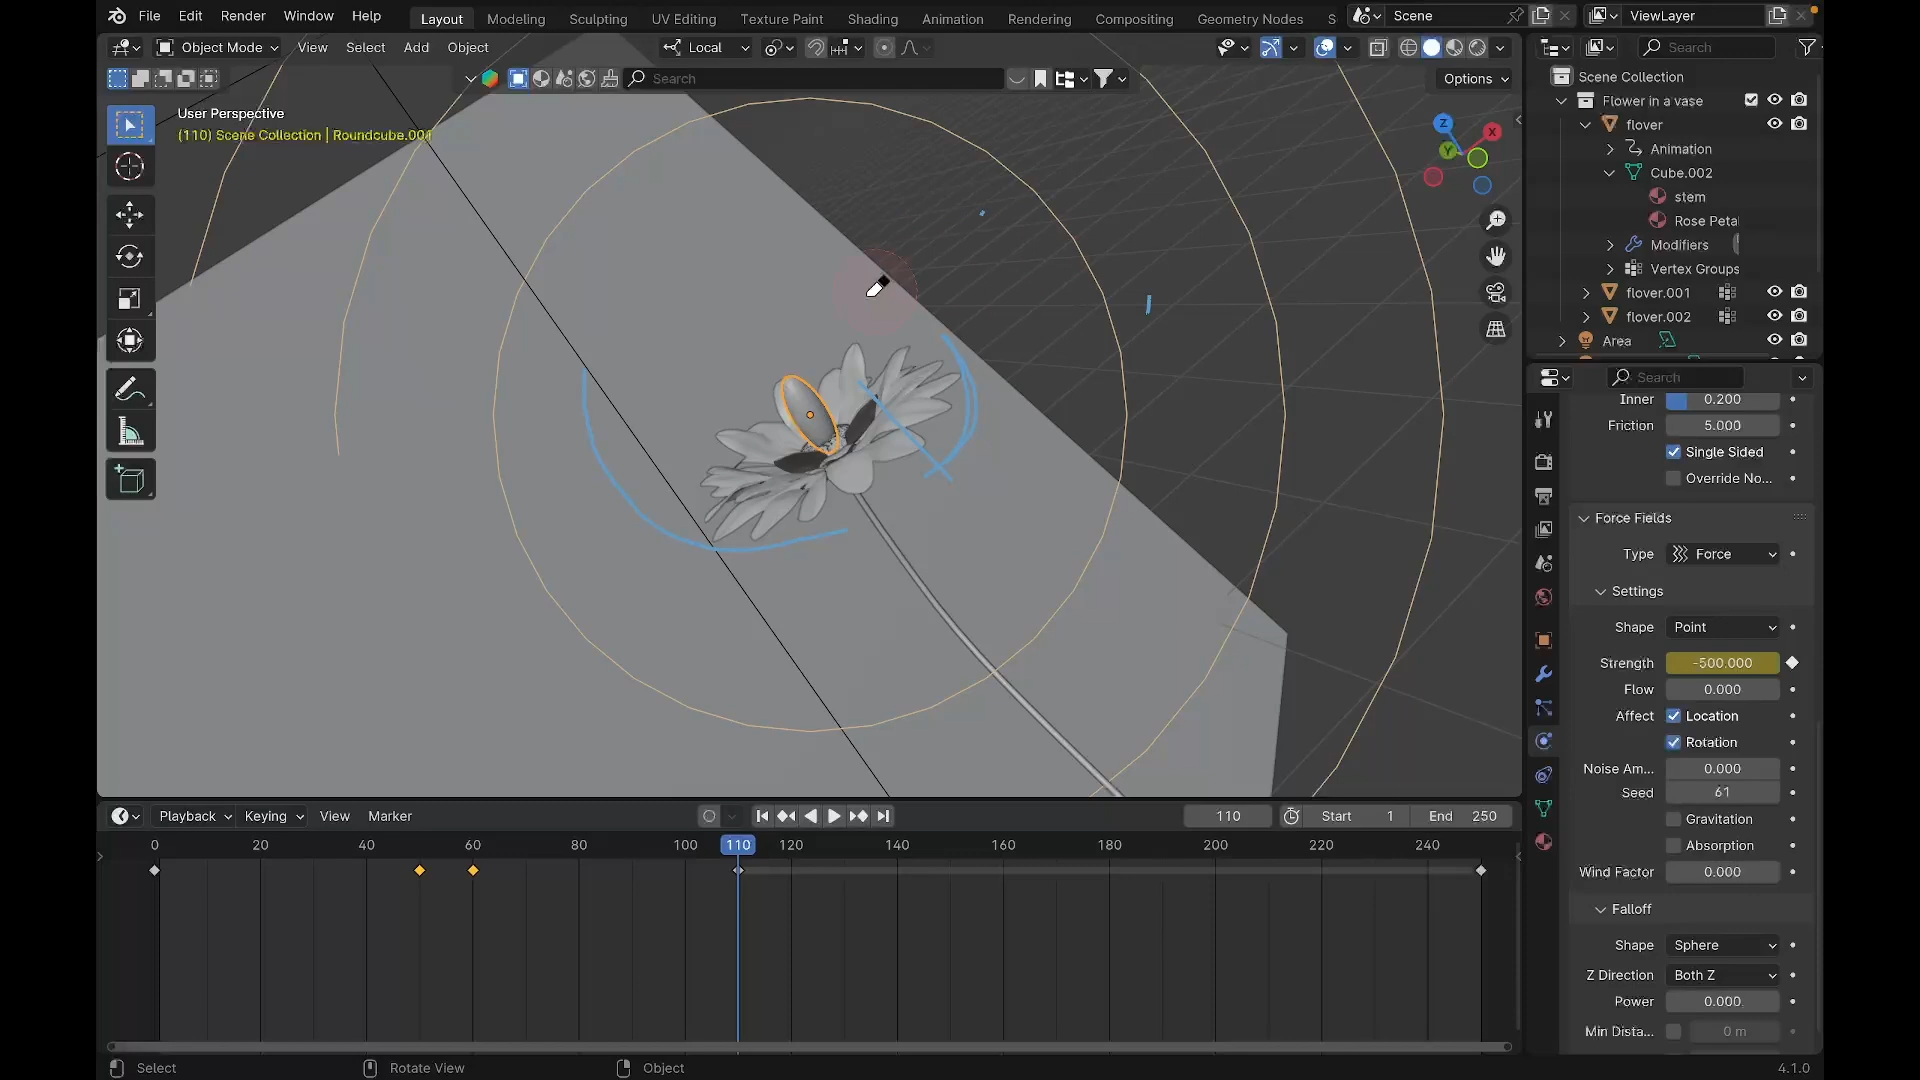 File Edit Render Window Help Layout Modeling Sculpting UV Editing Texture Paint Shading Animation Rendering Compositing Geometry Nodes S Scene ViewLayer
Object Mode View Select Add Object Local Search
Search Options Scene Collection
User Perspective Flower in a vase
(110) Scene Collection | Roundcube.001 flover
Z X Y
Animation
Cube.002
stem
Rose Petal
Modifiers
Vertex Groups
flover.001
flover.002
Area
Search
Inner 0.200
Friction 5.000
Single Sided
Override No...
Force Fields
Type Force
Settings
Shape Point
Strength -500.000
Flow 0.000
Affect Location
Rotation
Noise Am... 0.000
Seed 61
Gravitation
Absorption
Wind Factor 0.000
Falloff
Shape Sphere
Z Direction Both Z
Power 0.000
Min Dista... 0 m
Playback Keying View Marker 110 Start 1 End 250
0 20 40 60 80 100 110 120 140 160 180 200 220 240
Select Rotate View Object 4.1.0